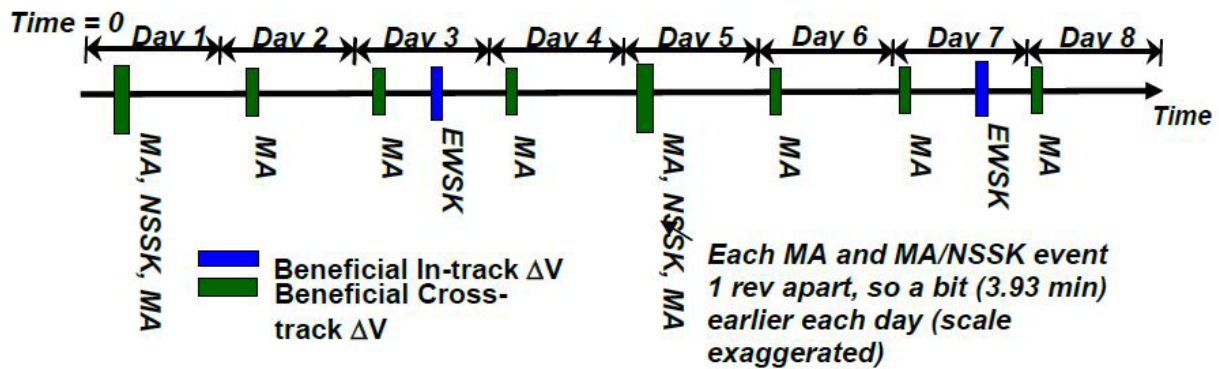 Time = 0
Day 1
Day 2
Day 3
Day 4
Day 5
Day 6
Day 7
Day 8
Time
MA, NSSK, MA
MA
MA
EWSK
MA
MA, NSSK, MA
MA
MA
EWSK
MA
Beneficial In-track ΔV
Beneficial Cross-
track ΔV
Each MA and MA/NSSK event
1 rev apart, so a bit (3.93 min)
earlier each day (scale
exaggerated)